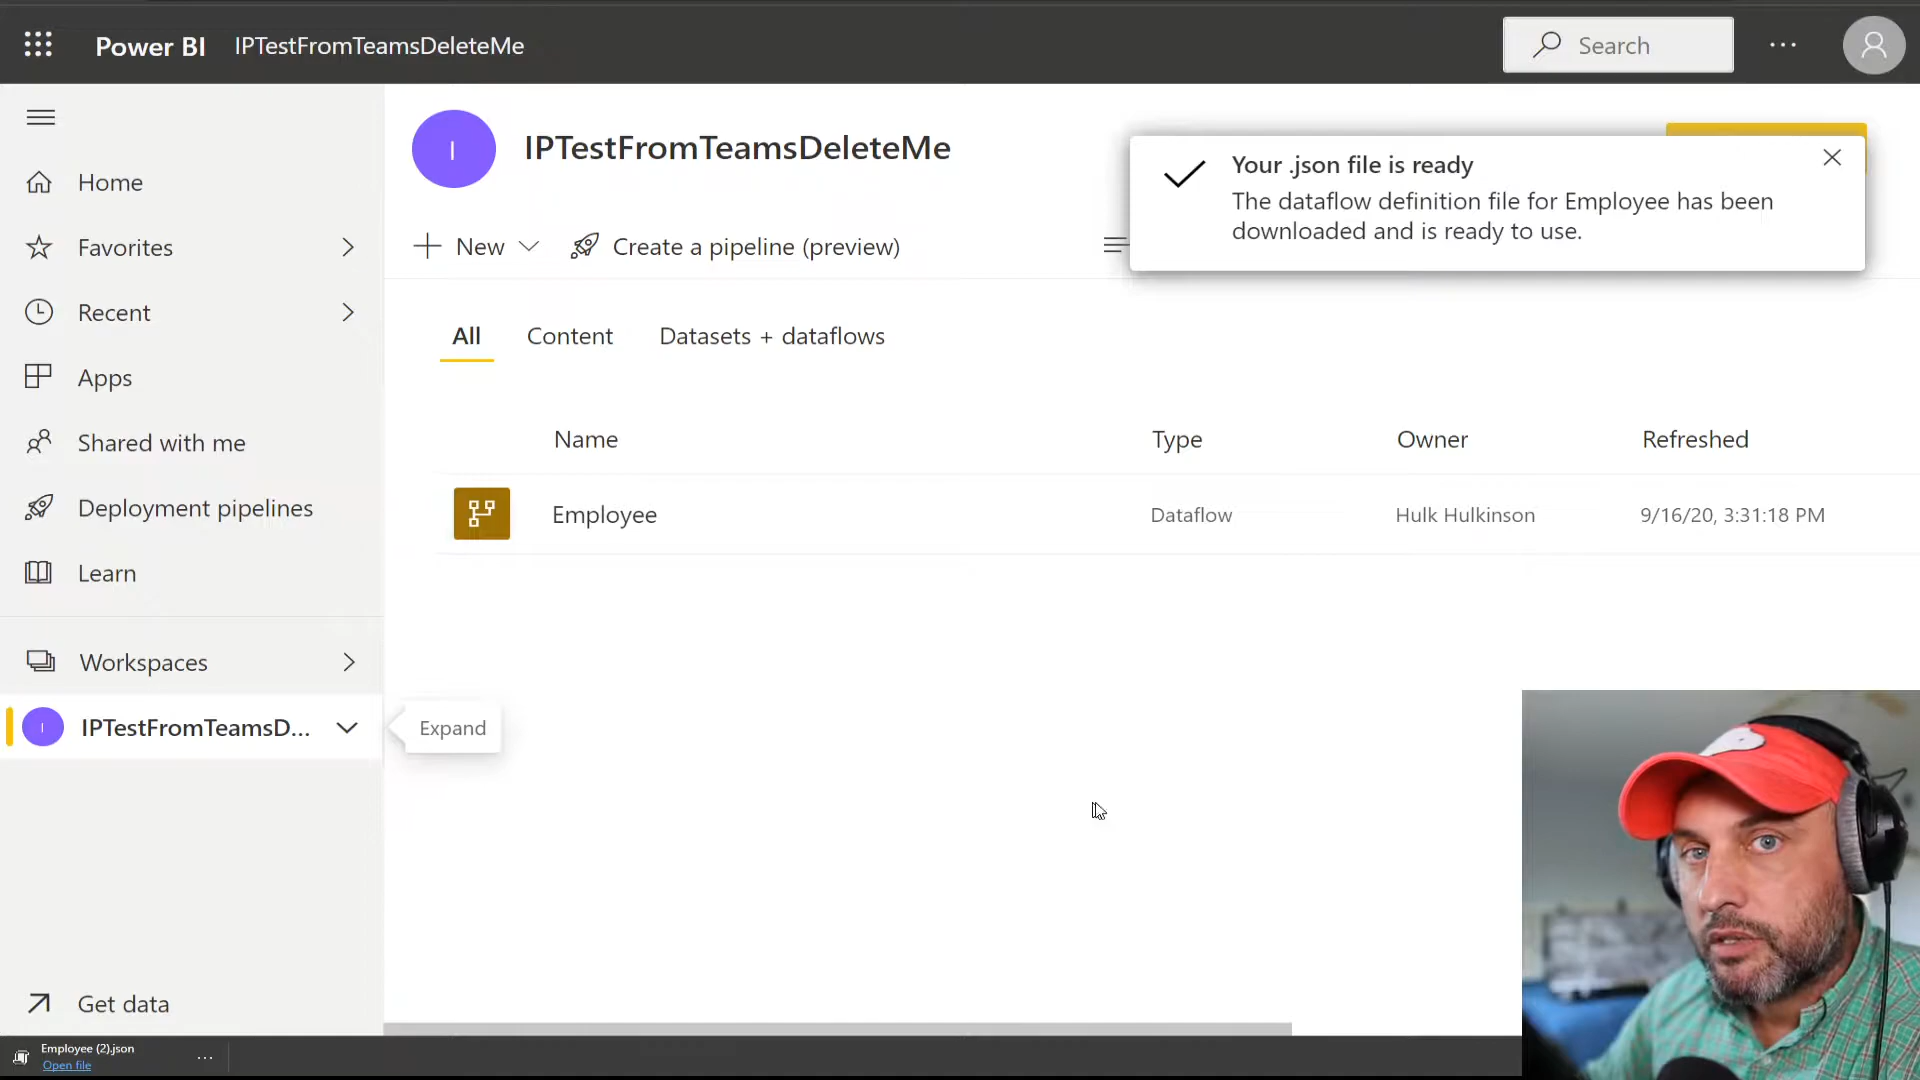 Power BI IPTestFromTeamsDeleteMe
Search
I
IPTestFromTeamsDeleteMe
Your .json file is ready
The dataflow definition file for Employee has been
downloaded and is ready to use.
New
Create a pipeline (preview)
Home
Favorites
Recent
Apps
Shared with me
Deployment pipelines
Learn
Workspaces
I IPTestFromTeamsD...
Expand
Get data
All Content Datasets + dataflows
Name Type Owner Refreshed
Employee Dataflow Hulk Hulkinson 9/16/20, 3:31:18 PM
Employee (2).json
Open file